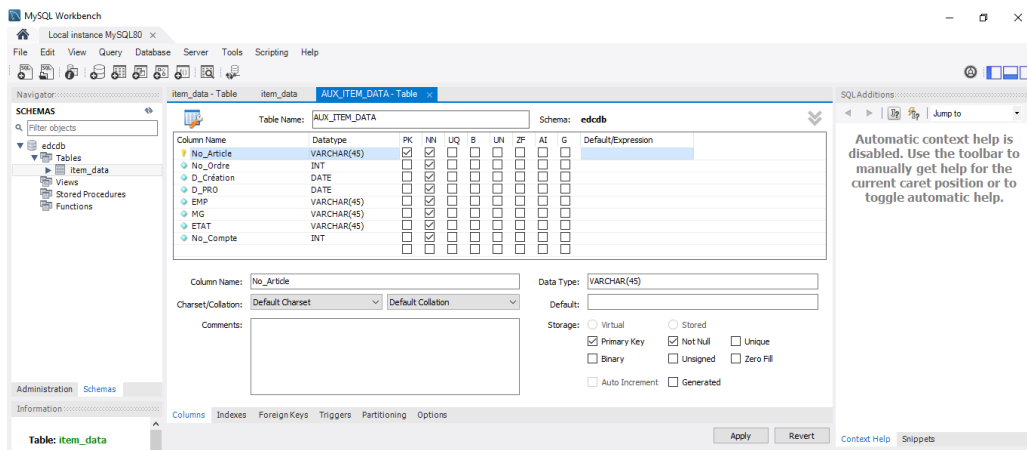 MySQL Workbench
Local instance MySQL80 ×
File Edit View Query Database Server Tools Scripting Help
Navigator
SCHEMAS
Filter objects
edcdb
Tables
item_data
Views
Stored Procedures
Functions
Administration Schemas
Information
Table: item_data
item_data - Table item_data AUX_ITEM_DATA - Table ×
Table Name: AUX_ITEM_DATA Schema: edcdb
Column Name Datatype PK NN UQ B UN ZF AI G Default/Expression
No_Article VARCHAR(45)
No_Ordre INT
D_Création DATE
D_PRO DATE
EMP VARCHAR(45)
MG VARCHAR(45)
ETAT VARCHAR(45)
No_Compte INT
Column Name: No_Article Data Type: VARCHAR(45)
Charset/Collation: Default Charset Default Collation Default:
Comments: Storage: Virtual Stored
Primary Key Not Null Unique
Binary Unsigned Zero Fill
Auto Increment Generated
Columns Indexes Foreign Keys Triggers Partitioning Options
Apply Revert
SQLAdditions
Jump to
Automatic context help is
disabled. Use the toolbar to
manually get help for the
current caret position or to
toggle automatic help.
Context Help Snippets